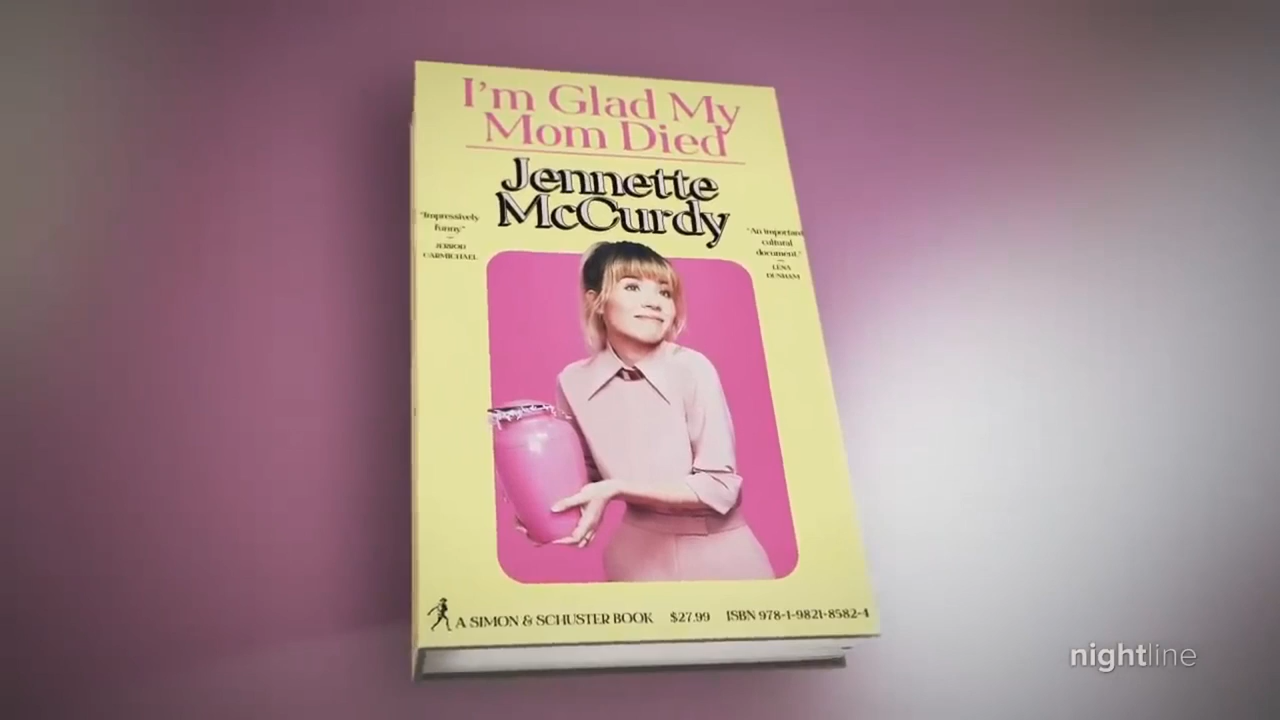 I'm Glad My
Mom Died
Jennette
McCurdy
"Impressively
funny."
—
JERROD
CARMICHAEL
"An important
cultural
document."
—
LENA
DUNHAM
A SIMON & SCHUSTER BOOK $27.99 ISBN 978-1-9821-8582-4
nightline